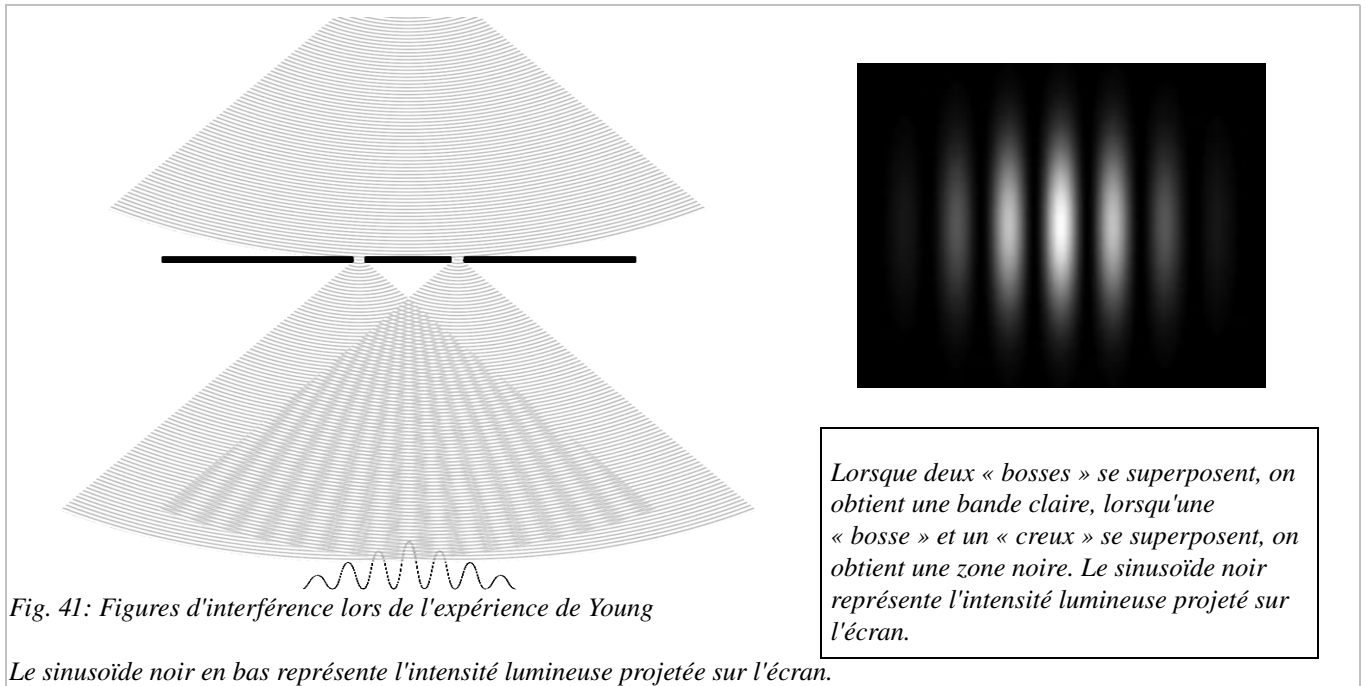 Lorsque deux « bosses » se superposent, on
obtient une bande claire, lorsqu'une
« bosse » et un « creux » se superposent, on
obtient une zone noire. Le sinusoïde noir
représente l'intensité lumineuse projeté sur
l'écran.
Fig. 41: Figures d'interférence lors de l'expérience de Young
Le sinusoïde noir en bas représente l'intensité lumineuse projetée sur l'écran.